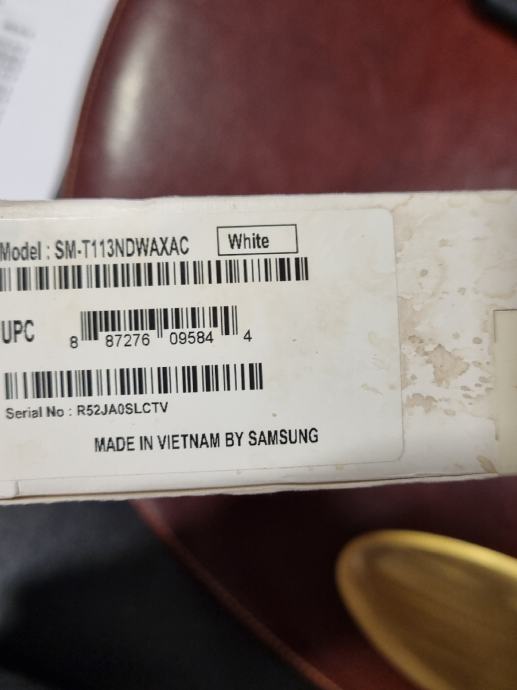 Model : SM-T113NDWAXAC White
UPC 8 87276 09584 4
Serial No : R52JA0SLCTV
MADE IN VIETNAM BY SAMSUNG